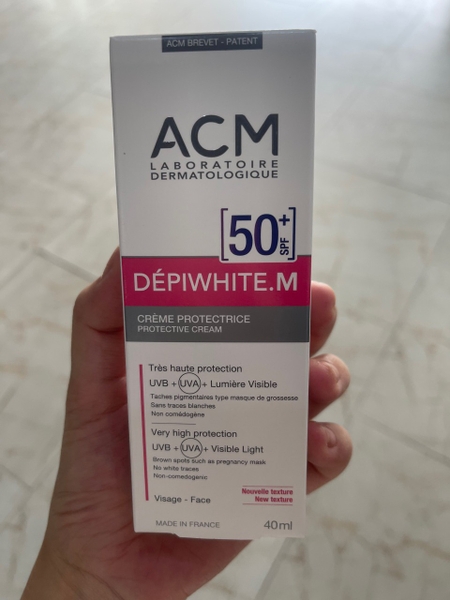 ACM BREVET - PATENT
ACM
LABORATOIRE
DERMATOLOGIQUE
50+
SPF
DÉPIWHITE.M
CRÈME PROTECTRICE
PROTECTIVE CREAM
Très haute protection
UVB + UVA + Lumière Visible
Taches pigmentaires type masque de grossesse
Sans traces blanches
Non comédogène
Very high protection
UVB + UVA + Visible Light
Brown spots such as pregnancy mask
No white traces
Non-comedogenic
Nouvelle texture
New texture
Visage - Face
MADE IN FRANCE
40ml